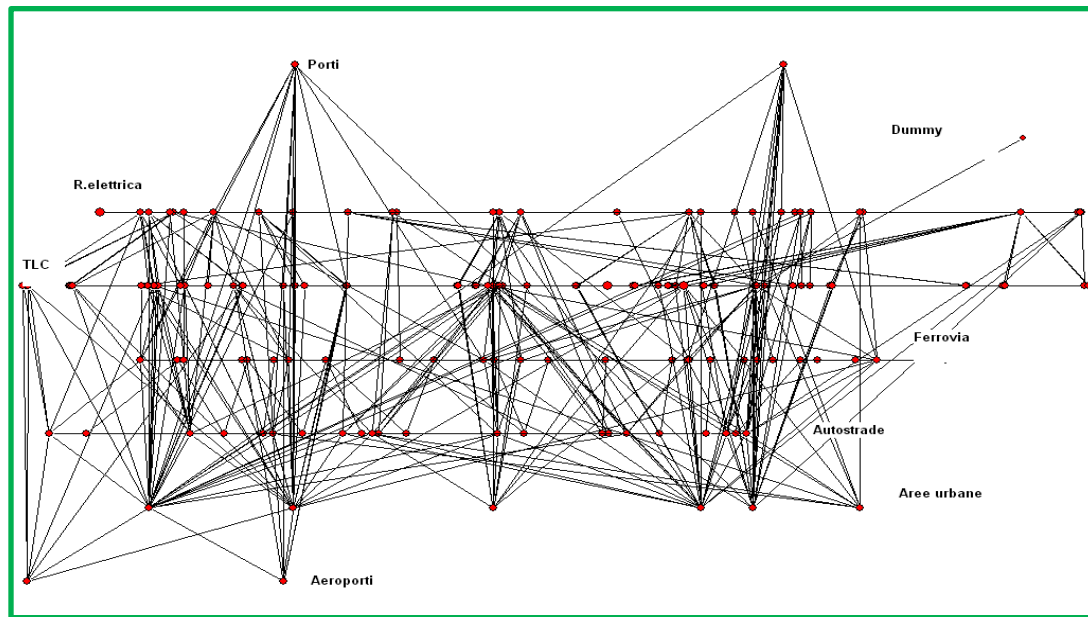 Porti
Dummy
R.elettrica
TLC
Ferrovia
Autostrade
Aree urbane
Aeroporti